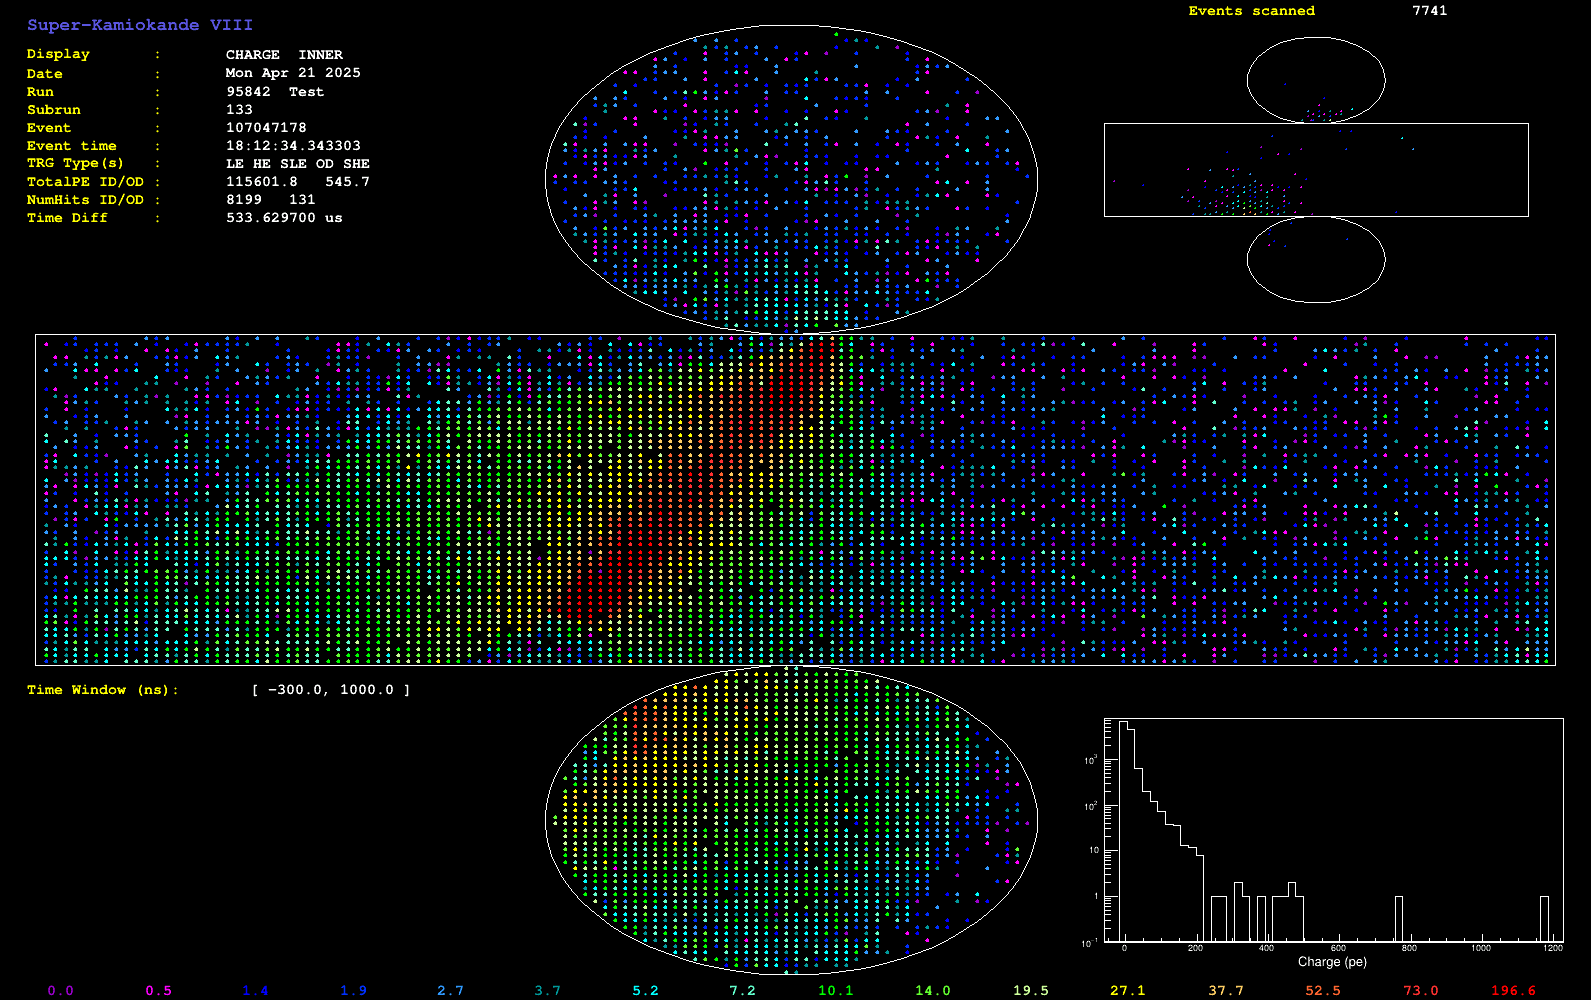 Super-Kamiokande VIII
Events scanned 7741
Display : CHARGE INNER
Date : Mon Apr 21 2025
Run : 95842 Test
Subrun : 133
Event : 107047178
Event time : 18:12:34.343303
TRG Type(s) : LE HE SLE OD SHE
TotalPE ID/OD : 115601.8 545.7
NumHits ID/OD : 8199 131
Time Diff : 533.629700 us
Time Window (ns): [ -300.0, 1000.0 ]
10³
10²
10
1
10⁻¹
0 200 400 600 800 1000 1200
Charge (pe)
0.0 0.5 1.4 1.9 2.7 3.7 5.2 7.2 10.1 14.0 19.5 27.1 37.7 52.5 73.0 196.6